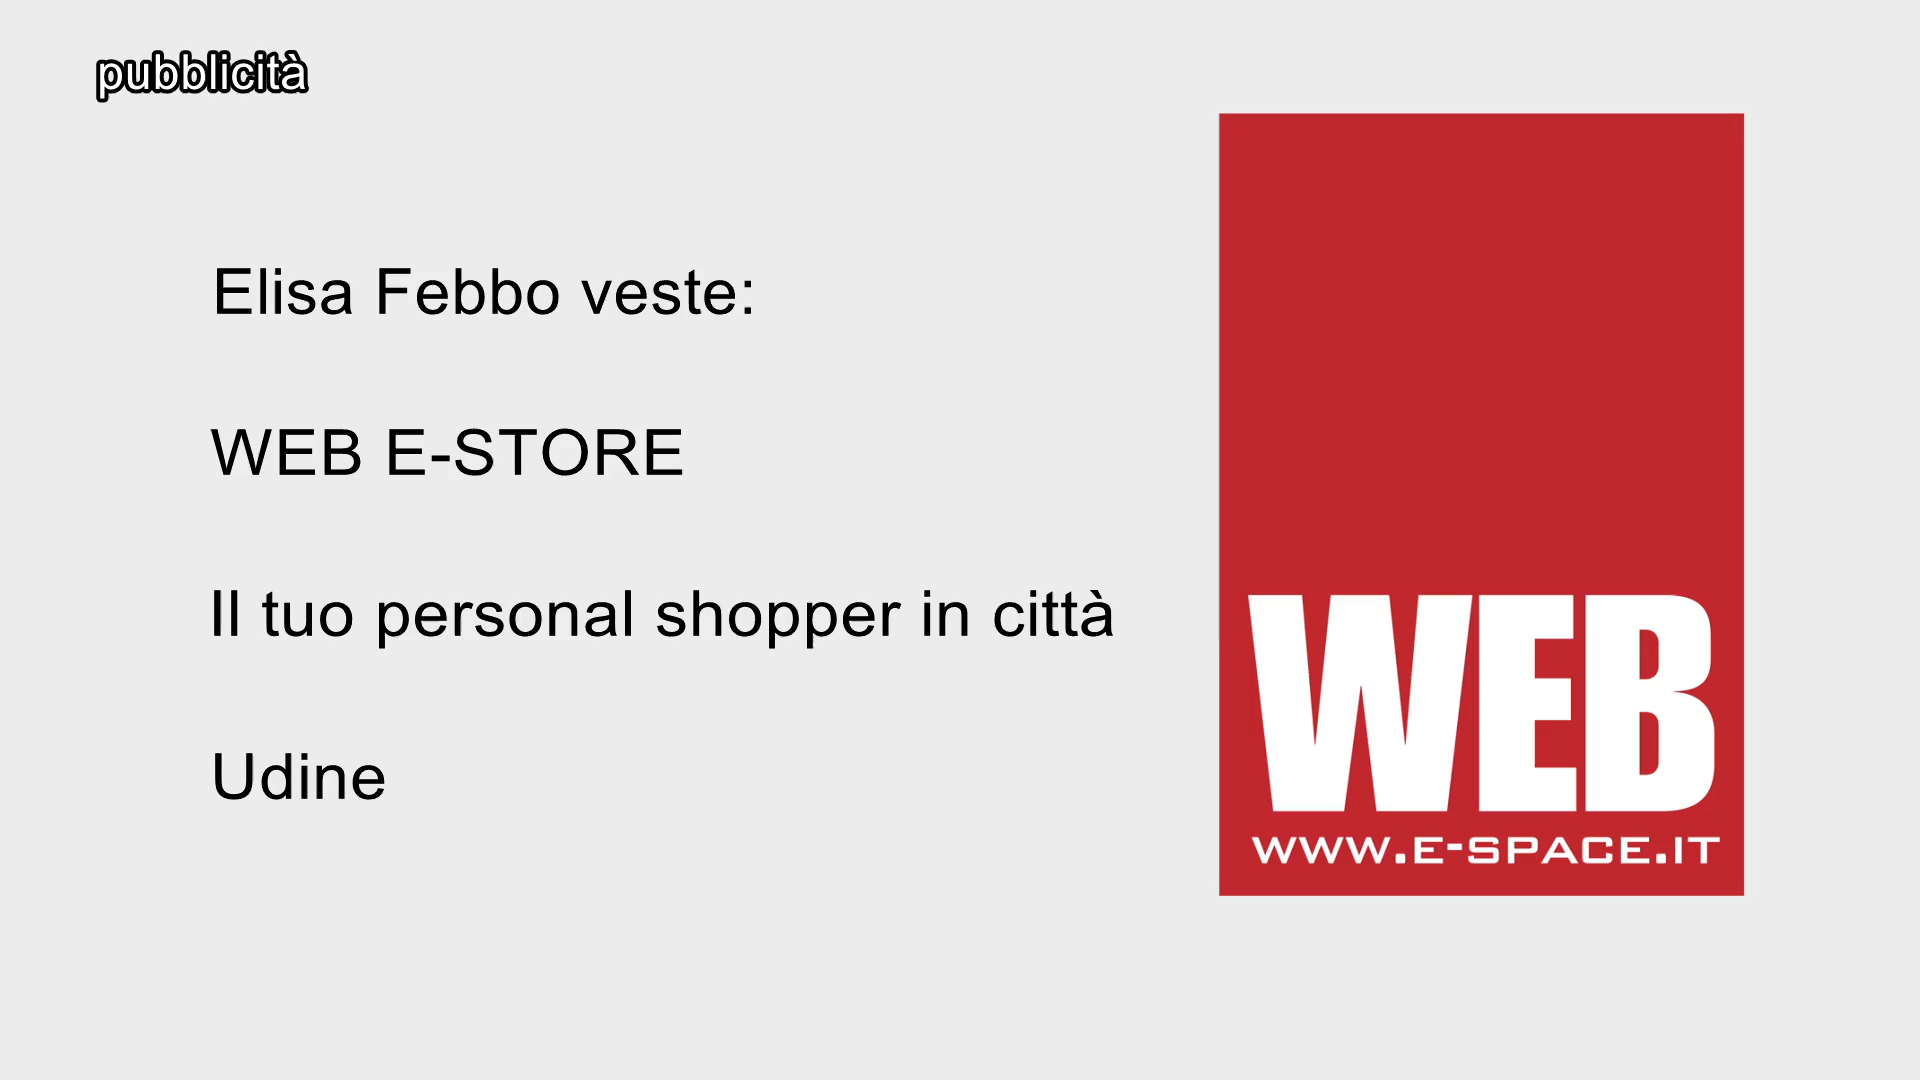 pubblicità
Elisa Febbo veste:
WEB E-STORE
Il tuo personal shopper in città
Udine
WEB
WWW.E-SPACE.IT